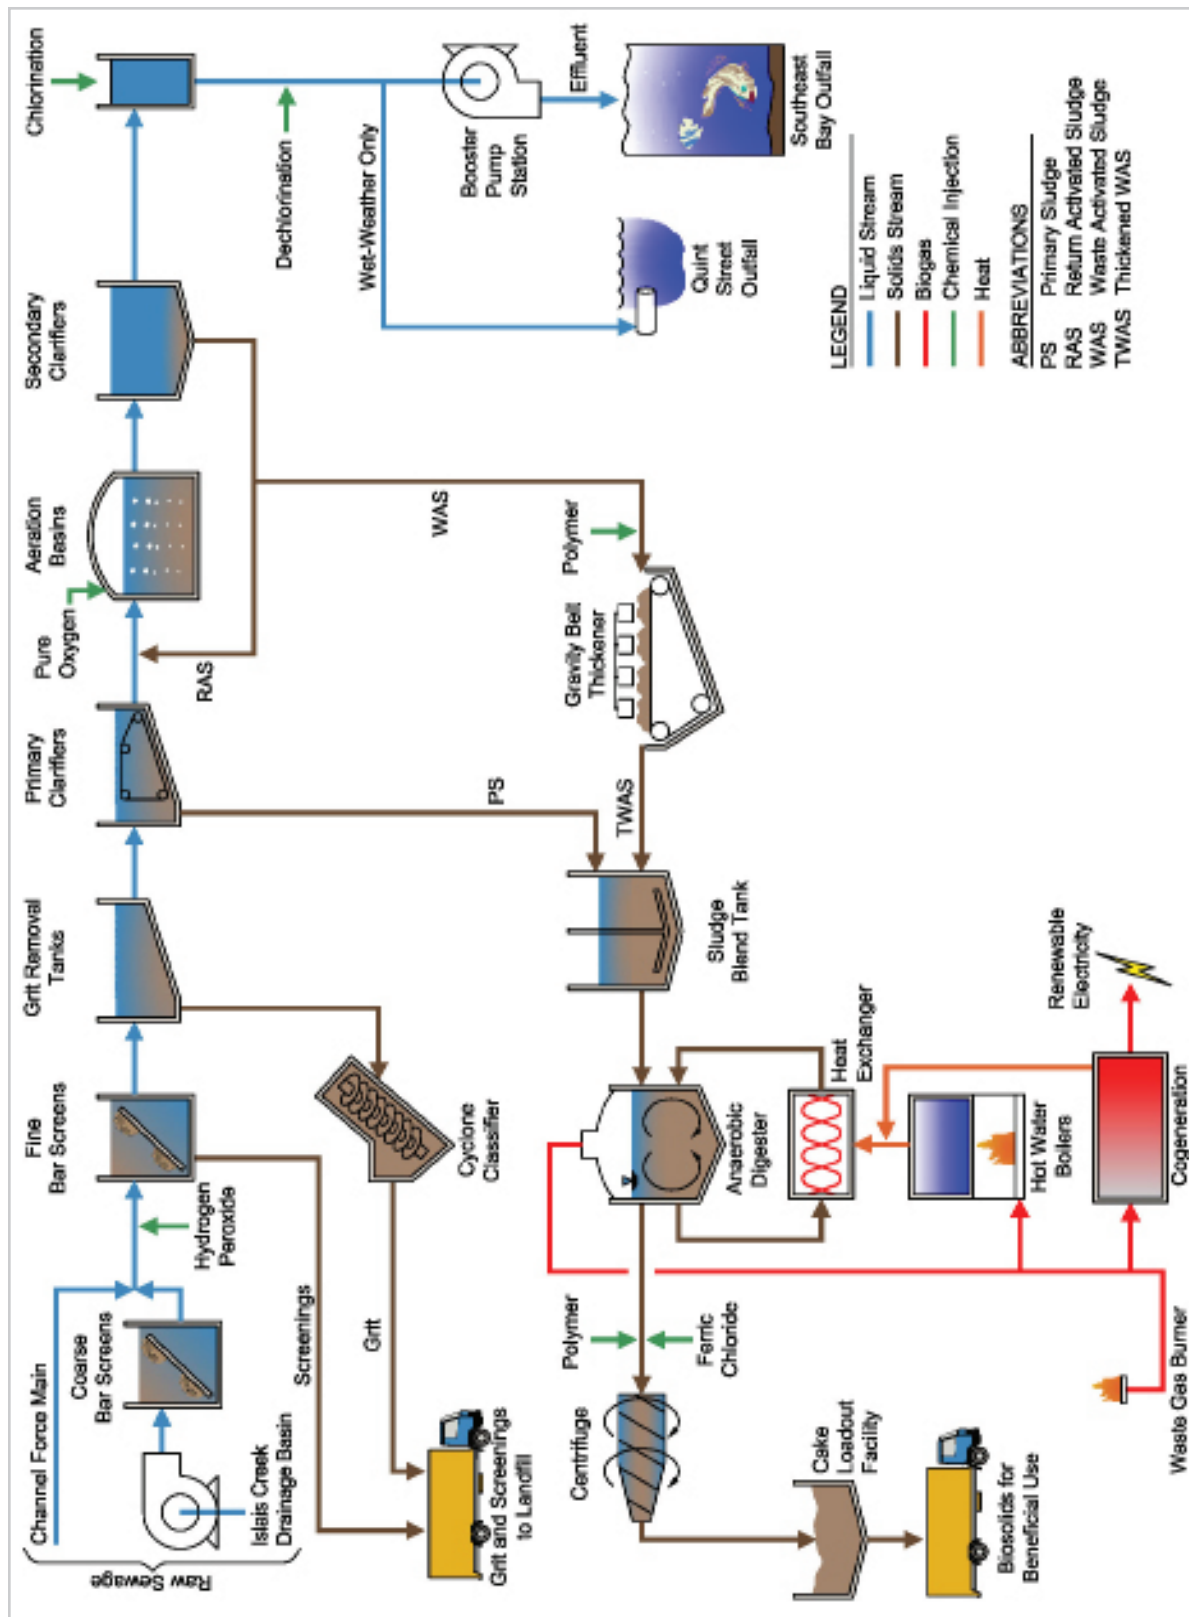 Raw Sewage
Channel Force Main
Islais Creek
Drainage Basin
Coarse
Bar Screens
Hydrogen
Peroxide
Fine
Bar Screens
Grit Removal
Tanks
Primary
Clarifiers
Pure
Oxygen
Aeration
Basins
Secondary
Clarifiers
Chlorination
Dechlorination
Wet-Weather Only
Booster
Pump
Station
Effluent
Southeast
Bay Outfall
Quint
Street
Outfall
RAS
WAS
PS
Screenings
Grit
Cyclone
Classifier
Grit and Screenings
to Landfill
Polymer
Gravity Belt
Thickener
TWAS
Sludge
Blend Tank
Anaerobic
Digester
Heat
Exchanger
Hot Water
Boilers
Cogeneration
Renewable
Electricity
Waste Gas Burner
Polymer
Ferric
Chloride
Centrifuge
Cake
Loadout
Facility
Biosolids for
Beneficial Use
LEGEND
Liquid Stream
Solids Stream
Biogas
Chemical Injection
Heat
ABBREVIATIONS
PS Primary Sludge
RAS Return Activated Sludge
WAS Waste Activated Sludge
TWAS Thickened WAS